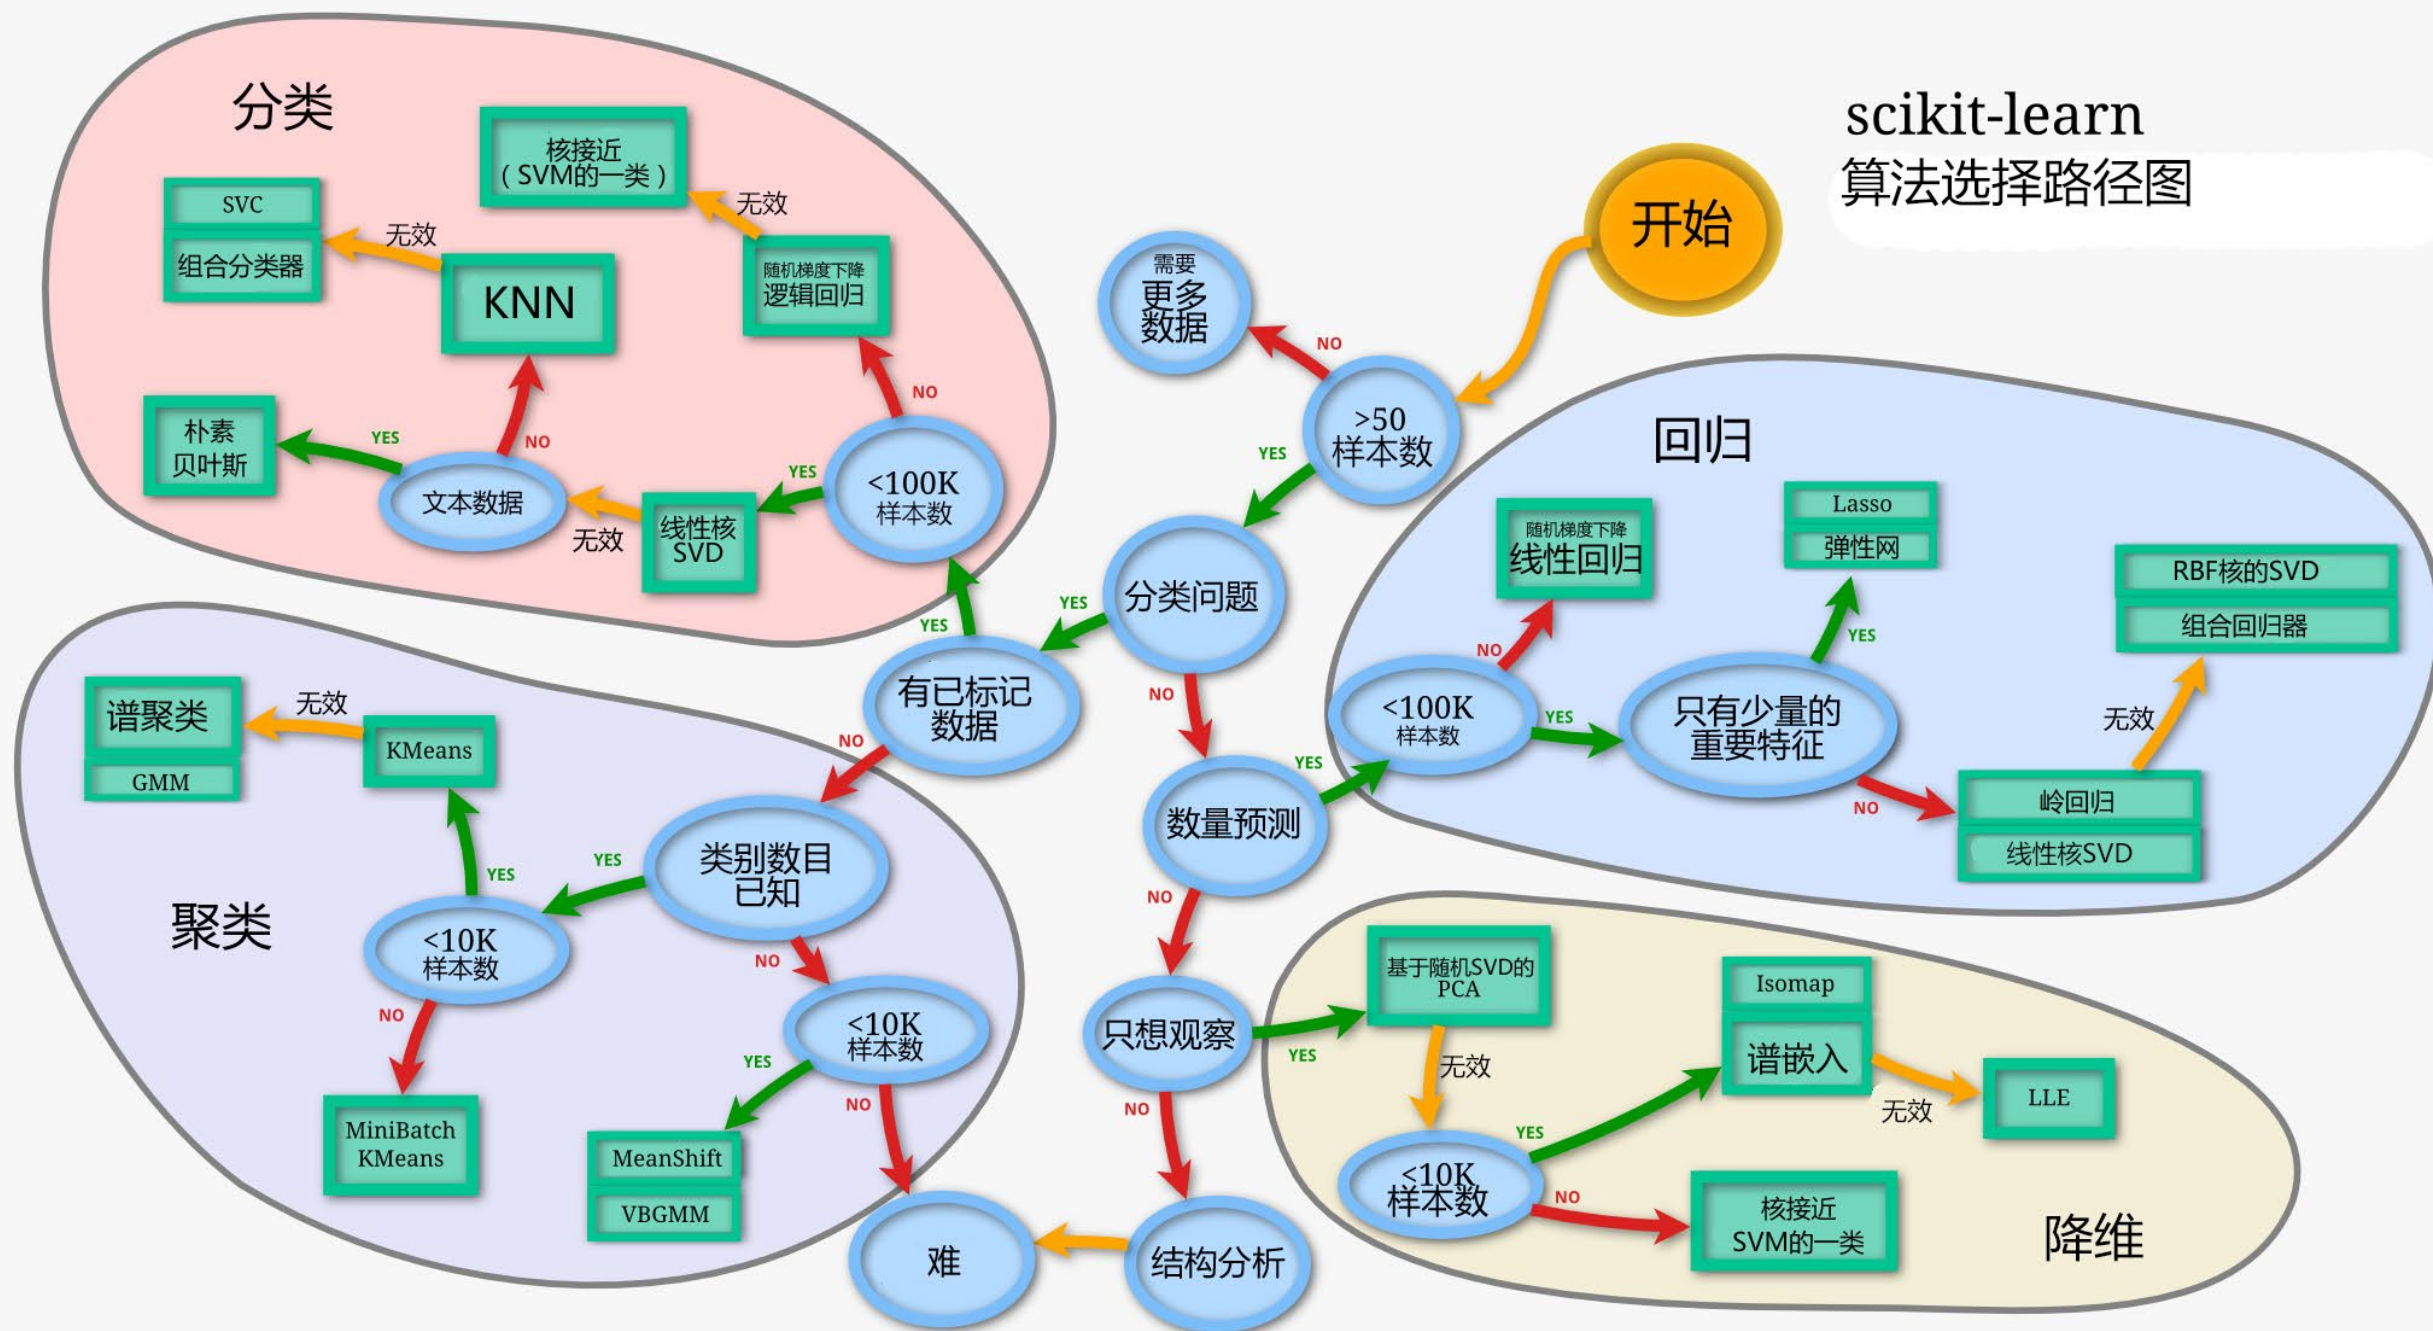 scikit-learn
算法选择路径图
开始
>50
样本数
NO
需要
更多
数据
YES
分类问题
YES
有已标记
数据
YES
NO
NO
数量预测
YES
NO
只想观察
YES
NO
结构分析
难
分类
<100K
样本数
NO
随机梯度下降
逻辑回归
无效
核接近
（SVM的一类）
YES
线性核
SVD
无效
文本数据
YES
朴素
贝叶斯
NO
KNN
无效
SVC
组合分类器
聚类
类别数目
已知
YES
<10K
样本数
YES
KMeans
无效
谱聚类
GMM
NO
MiniBatch
KMeans
NO
<10K
样本数
YES
MeanShift
VBGMM
NO
回归
<100K
样本数
NO
随机梯度下降
线性回归
YES
只有少量的
重要特征
YES
Lasso
弹性网
NO
岭回归
线性核SVD
无效
RBF核的SVD
组合回归器
降维
基于随机SVD的
PCA
无效
<10K
样本数
YES
Isomap
谱嵌入
无效
LLE
NO
核接近
SVM的一类